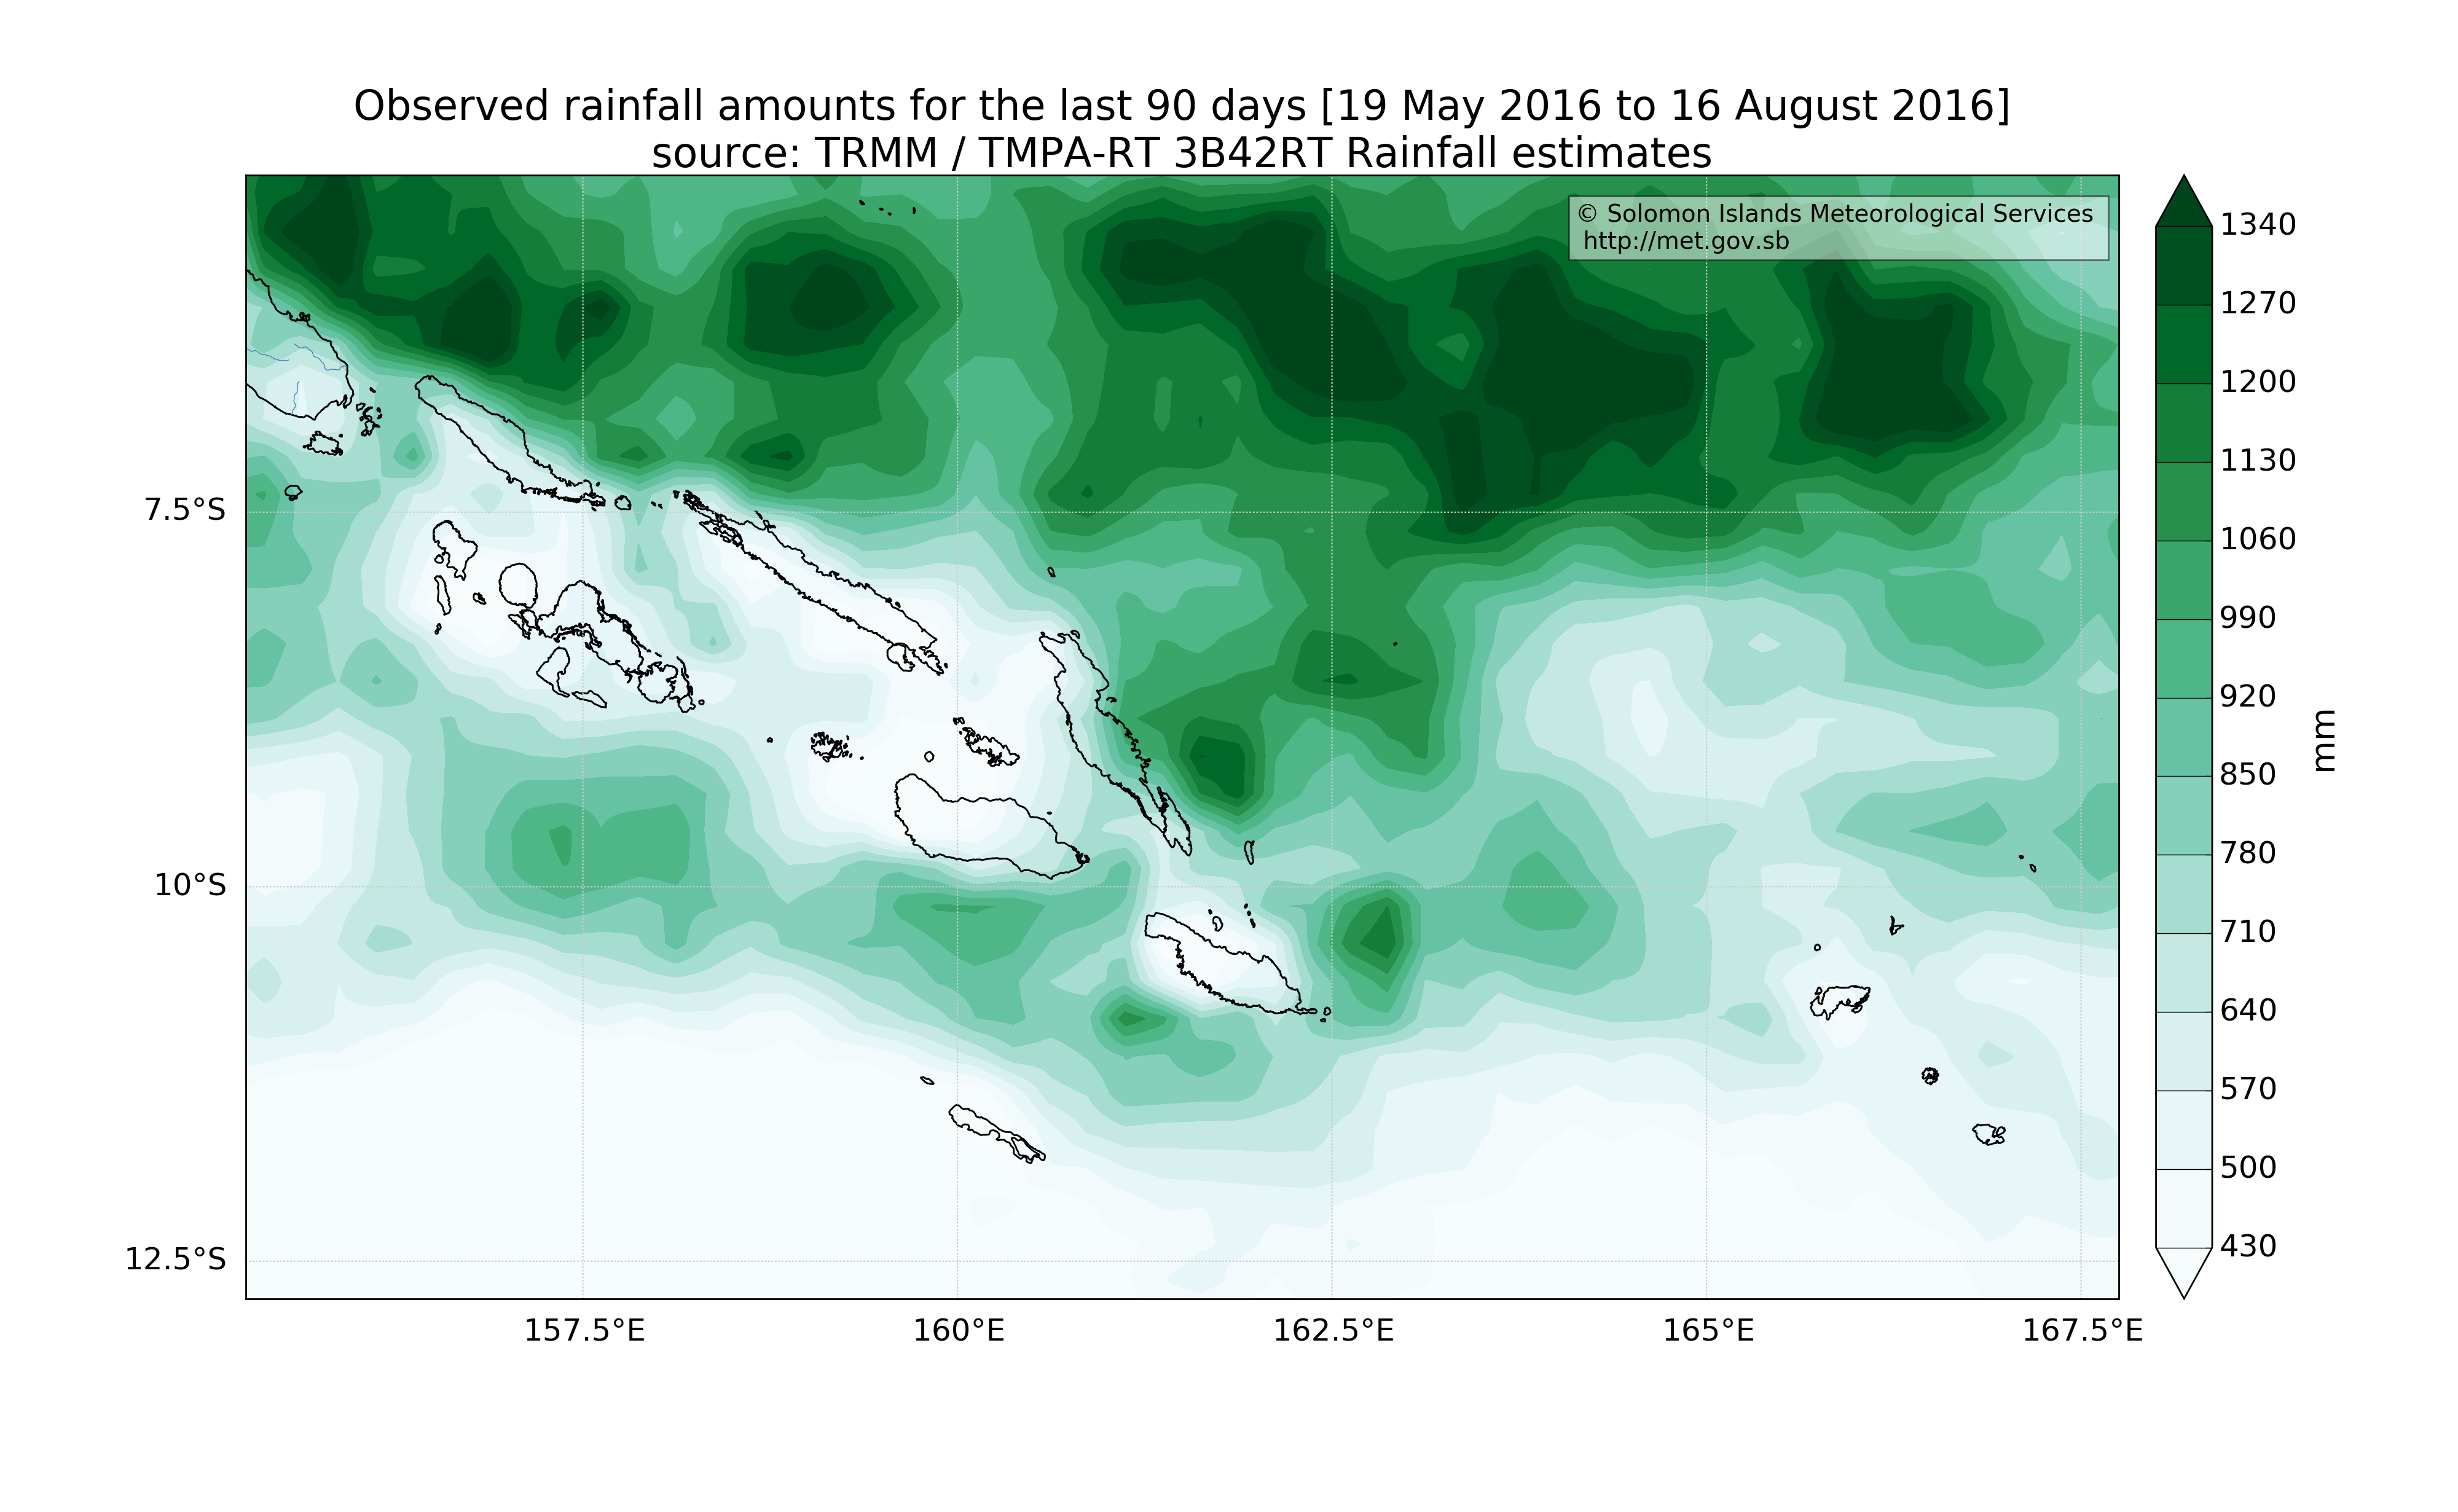 Observed rainfall amounts for the last 90 days [19 May 2016 to 16 August 2016]
source: TRMM / TMPA-RT 3B42RT Rainfall estimates
© Solomon Islands Meteorological Services
http://met.gov.sb
1340
1270
1200
1130
1060
990
920
850
780
710
640
570
500
430
mm
7.5°S
10°S
12.5°S
157.5°E
160°E
162.5°E
165°E
167.5°E